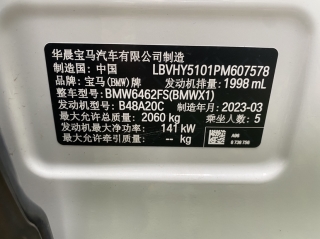 华晨宝马汽车有限公司制造
制造国：中国 LBVHY5101PM607578
品牌：宝马(BMW)牌 发动机排量：1998 mL
整车型号：BMW6462FS(BMWX1)
发动机型号：B48A20C 制造年月：2023-03
最大允许总质量：2060 kg 乘坐人数：5
发动机最大净功率：141 kW
最大允许牵引质量：-- kg